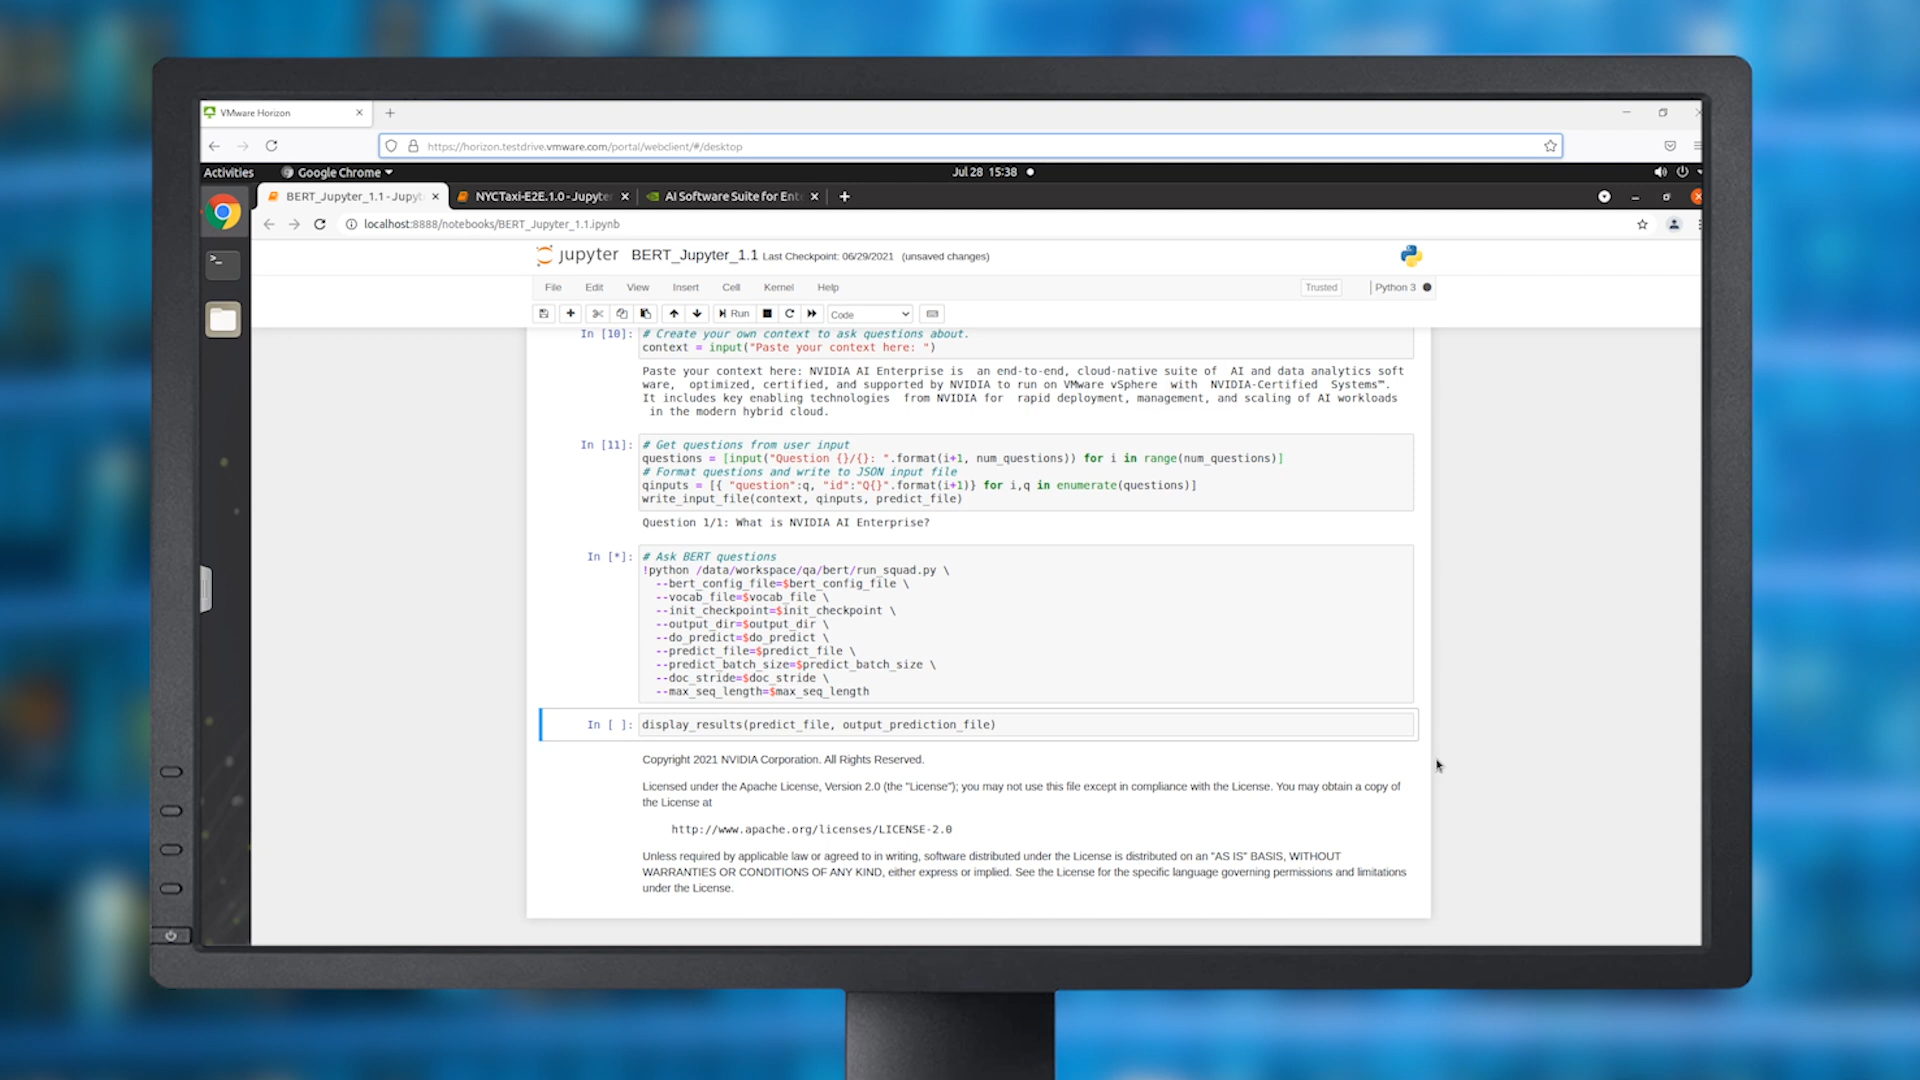 VMware Horizon
https://horizon.testdrive.vmware.com/portal/webclient/#/desktop
Activities Google Chrome Jul 28 15:38
BERT_Jupyter_1.1 - Jupyt NYCTaxi-E2E.1.0 - Jupyter AI Software Suite for Ent
localhost:8888/notebooks/BERT_Jupyter_1.1.ipynb
jupyter BERT_Jupyter_1.1 Last Checkpoint: 06/29/2021 (unsaved changes)
File Edit View Insert Cell Kernel Help Trusted Python 3
Run Code
In [10]: # Create your own context to ask questions about.
context = input("Paste your context here: ")
Paste your context here: NVIDIA AI Enterprise is an end-to-end, cloud-native suite of AI and data analytics soft
ware, optimized, certified, and supported by NVIDIA to run on VMware vSphere with NVIDIA-Certified Systems™.
It includes key enabling technologies from NVIDIA for rapid deployment, management, and scaling of AI workloads
in the modern hybrid cloud.
In [11]: # Get questions from user input
questions = [input("Question {}/{}: ".format(i+1, num_questions)) for i in range(num_questions)]
# Format questions and write to JSON input file
qinputs = [{ "question":q, "id":"Q{}".format(i+1)} for i,q in enumerate(questions)]
write_input_file(context, qinputs, predict_file)
Question 1/1: What is NVIDIA AI Enterprise?
In [*]: # Ask BERT questions
!python /data/workspace/qa/bert/run_squad.py \
--bert_config_file=$bert_config_file \
--vocab_file=$vocab_file \
--init_checkpoint=$init_checkpoint \
--output_dir=$output_dir \
--do_predict=$do_predict \
--predict_file=$predict_file \
--predict_batch_size=$predict_batch_size \
--doc_stride=$doc_stride \
--max_seq_length=$max_seq_length
In [ ]: display_results(predict_file, output_prediction_file)
Copyright 2021 NVIDIA Corporation. All Rights Reserved.
Licensed under the Apache License, Version 2.0 (the "License"); you may not use this file except in compliance with the License. You may obtain a copy of
the License at
http://www.apache.org/licenses/LICENSE-2.0
Unless required by applicable law or agreed to in writing, software distributed under the License is distributed on an "AS IS" BASIS, WITHOUT
WARRANTIES OR CONDITIONS OF ANY KIND, either express or implied. See the License for the specific language governing permissions and limitations
under the License.